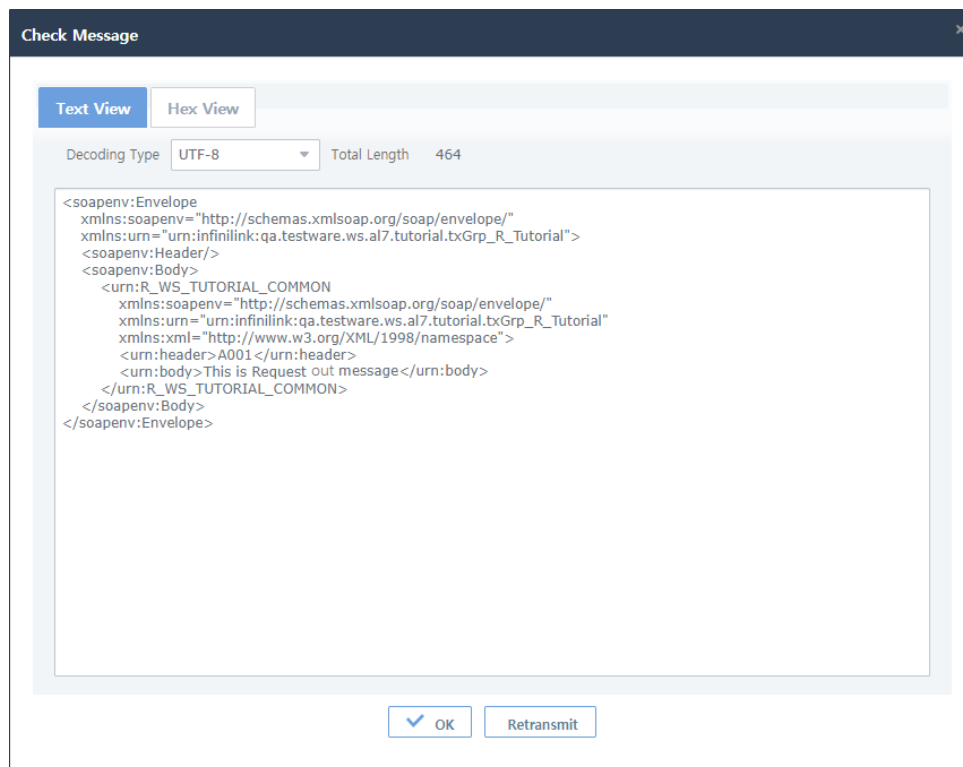 Check Message
Text View
Hex View
Decoding Type UTF-8 Total Length 464
<soapenv:Envelope
xmlns:soapenv="http://schemas.xmlsoap.org/soap/envelope/"
xmlns:urn="urn:infinilink:qa.testware.ws.al7.tutorial.txGrp_R_Tutorial">
<soapenv:Header/>
<soapenv:Body>
<urn:R_WS_TUTORIAL_COMMON
xmlns:soapenv="http://schemas.xmlsoap.org/soap/envelope/"
xmlns:urn="urn:infinilink:qa.testware.ws.al7.tutorial.txGrp_R_Tutorial"
xmlns:xml="http://www.w3.org/XML/1998/namespace">
<urn:header>A001</urn:header>
<urn:body>This is Request out message</urn:body>
</urn:R_WS_TUTORIAL_COMMON>
</soapenv:Body>
</soapenv:Envelope>
OK
Retransmit